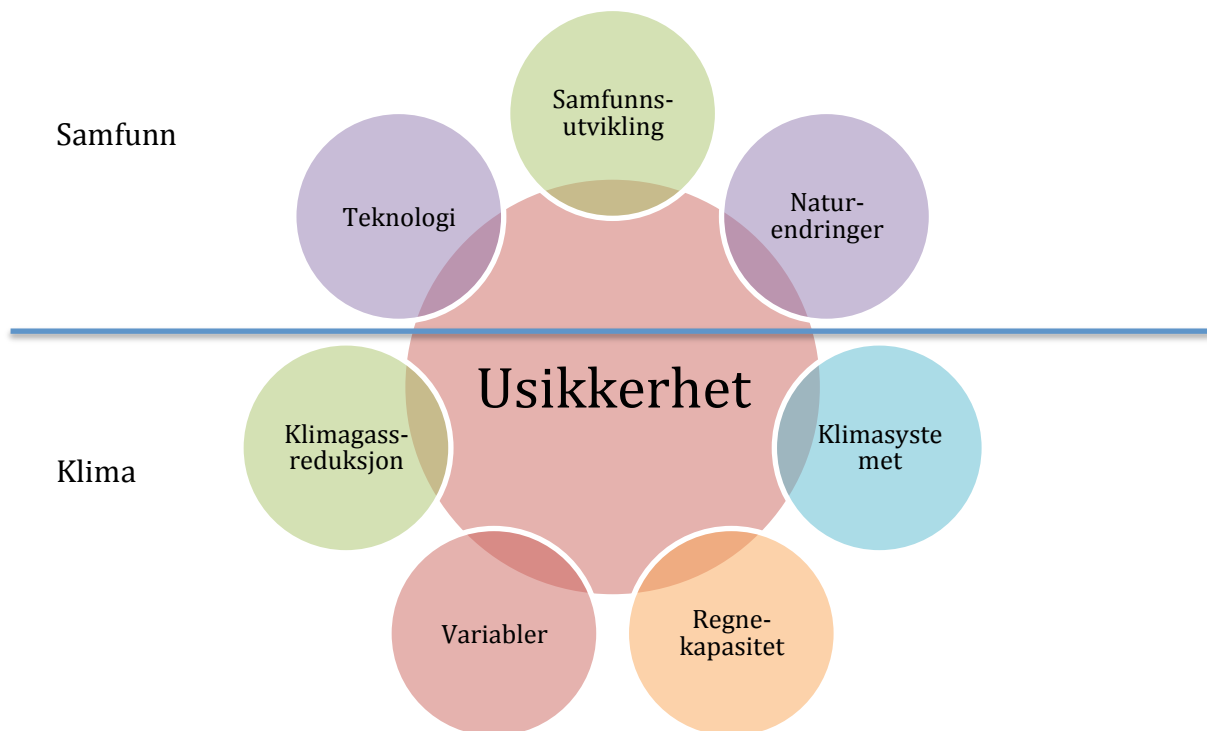 Samfunns-
utvikling
Samfunn
Teknologi
Natur-
endringer
Usikkerhet
Klimagass-
reduksjon
Klimasyste
met
Klima
Variabler
Regne-
kapasitet